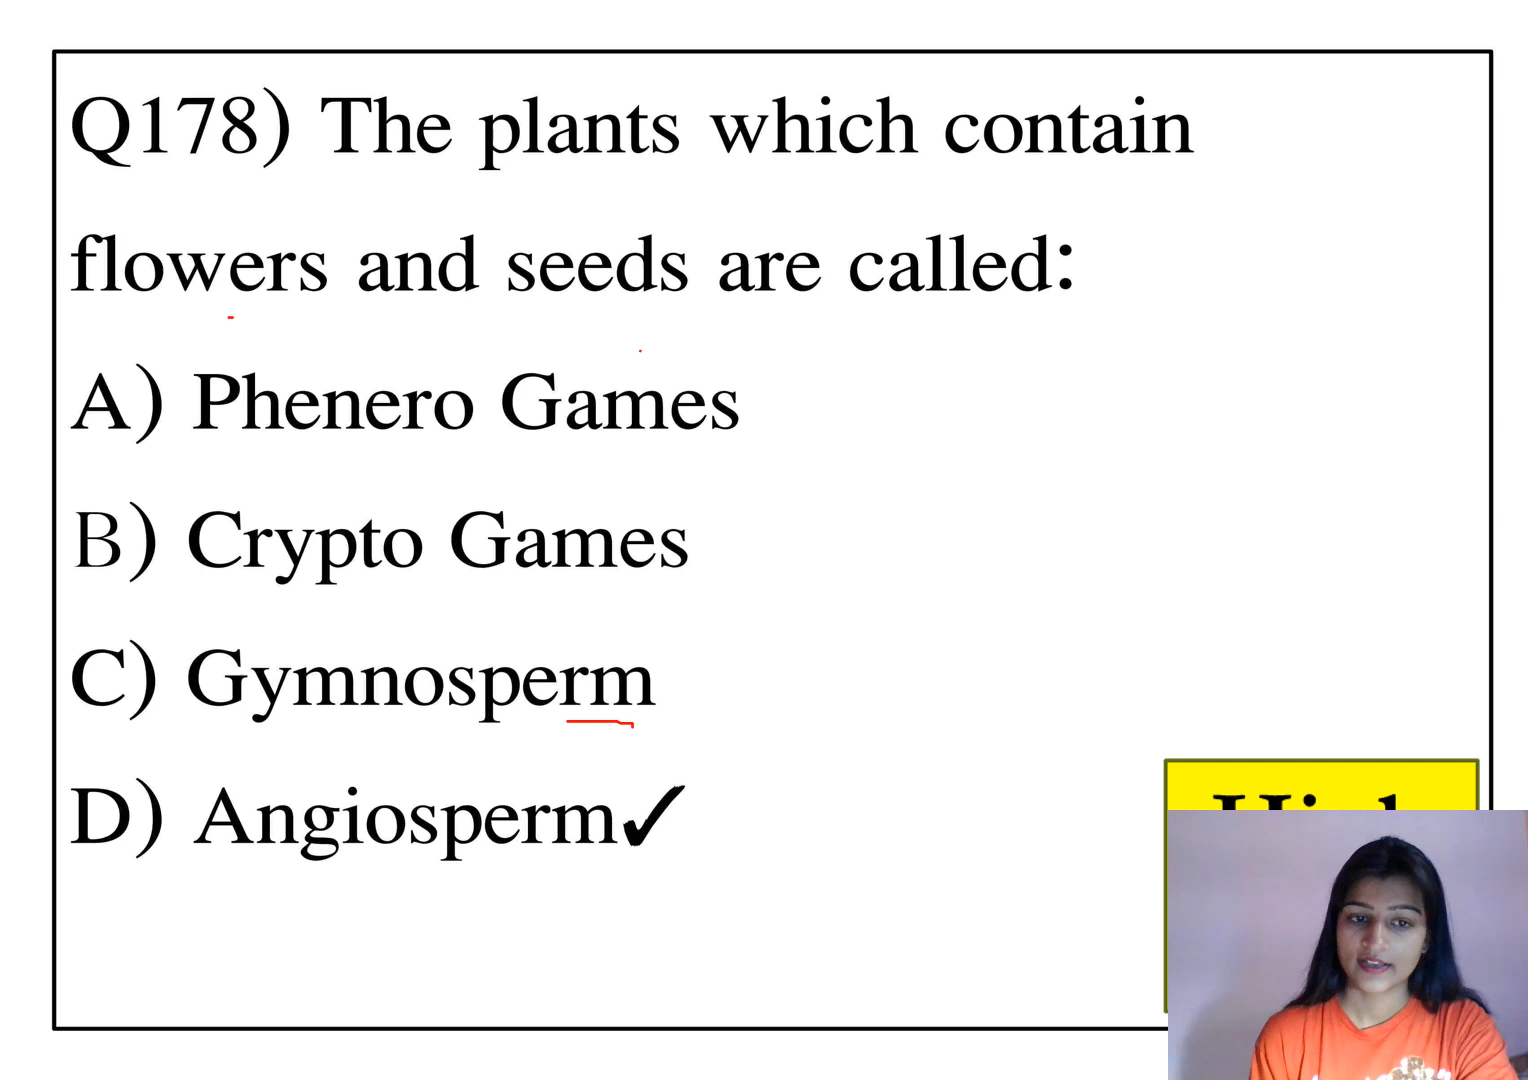 Q178) The plants which contain
flowers and seeds are called:
A) Phenero Games
B) Crypto Games
C) Gymnosperm
D) Angiosperm✓